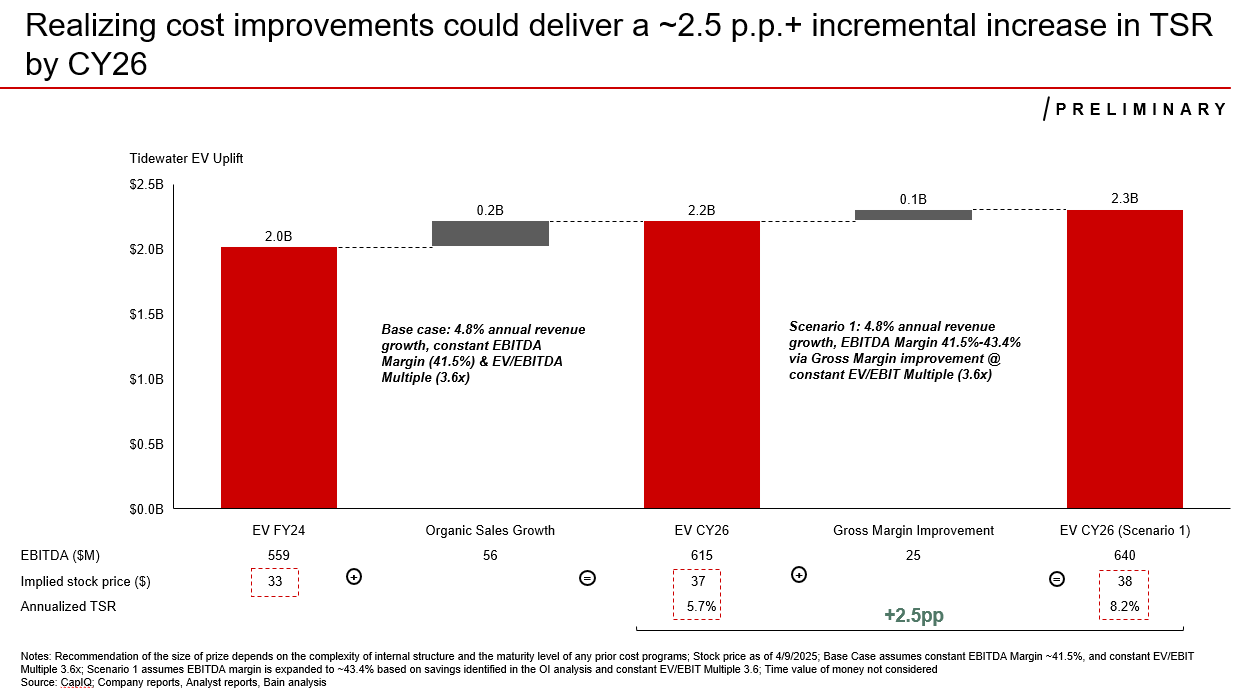 Realizing cost improvements could deliver a ~2.5 p.p.+ incremental increase in TSR
by CY26
PRELIMINARY
Tidewater EV Uplift
$2.5B
$2.0B
$1.5B
$1.0B
$0.5B
$0.0B
2.0B
0.2B
2.2B
0.1B
2.3B
Base case: 4.8% annual revenue
growth, constant EBITDA
Margin (41.5%) & EV/EBITDA
Multiple (3.6x)
Scenario 1: 4.8% annual revenue
growth, EBITDA Margin 41.5%-43.4%
via Gross Margin improvement @
constant EV/EBIT Multiple (3.6x)
EV FY24 Organic Sales Growth EV CY26 Gross Margin Improvement EV CY26 (Scenario 1)
EBITDA ($M) 559 56 615 25 640
Implied stock price ($) 33 + = 37 + = 38
Annualized TSR 5.7% 8.2%
+2.5pp
Notes: Recommendation of the size of prize depends on the complexity of internal structure and the maturity level of any prior cost programs; Stock price as of 4/9/2025; Base Case assumes constant EBITDA Margin ~41.5%, and constant EV/EBIT
Multiple 3.6x; Scenario 1 assumes EBITDA margin is expanded to ~43.4% based on savings identified in the OI analysis and constant EV/EBIT Multiple 3.6; Time value of money not considered
Source: CapIQ; Company reports, Analyst reports, Bain analysis